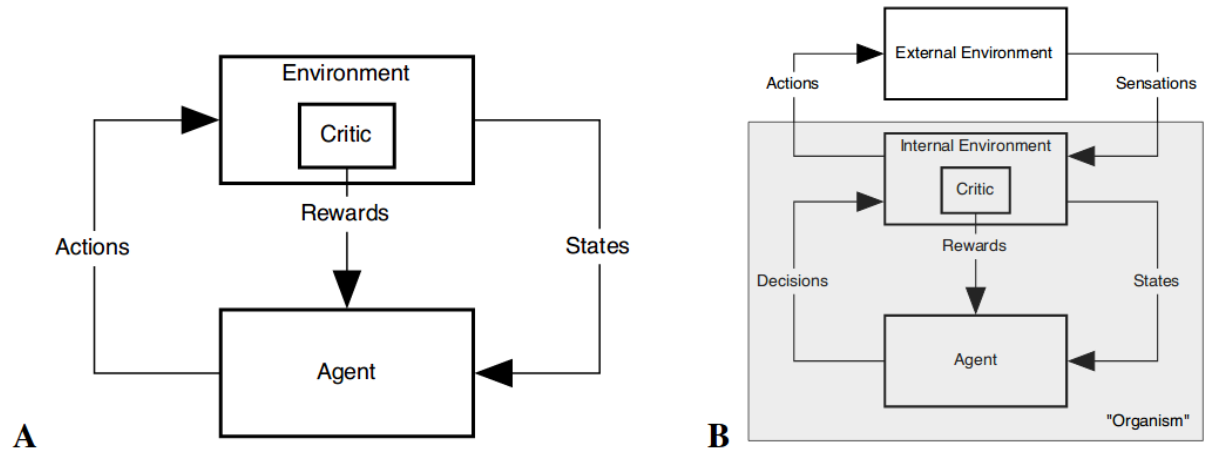 Environment
Critic
Rewards
Actions
States
Agent
A
External Environment
Actions
Sensations
Internal Environment
Critic
Rewards
Decisions
States
Agent
"Organism"
B